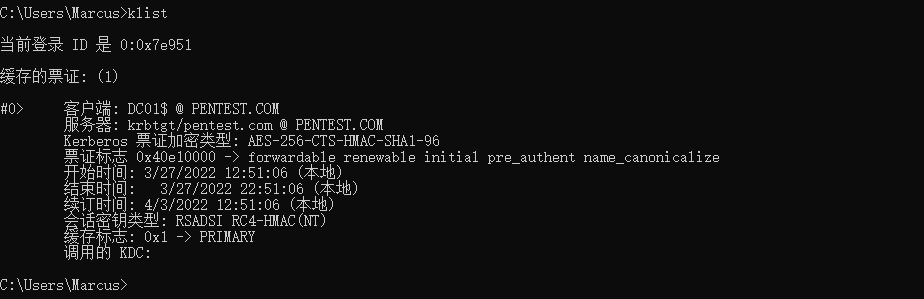 C:\Users\Marcus>klist
当前登录 ID 是 0:0x7e951
缓存的票证: (1)
#0>     客户端: DC01$ @ PENTEST.COM
        服务器: krbtgt/pentest.com @ PENTEST.COM
        Kerberos 票证加密类型: AES-256-CTS-HMAC-SHA1-96
        票证标志 0x40e10000 -> forwardable renewable initial pre_authent name_canonicalize
        开始时间: 3/27/2022 12:51:06 (本地)
        结束时间:   3/27/2022 22:51:06 (本地)
        续订时间: 4/3/2022 12:51:06 (本地)
        会话密钥类型: RSADSI RC4-HMAC(NT)
        缓存标志: 0x1 -> PRIMARY
        调用的 KDC:
C:\Users\Marcus>